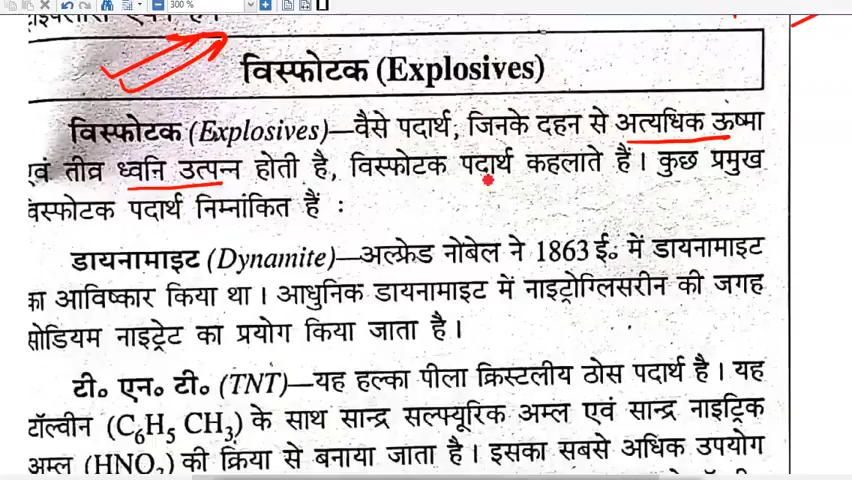 300 %
विस्फोटक (Explosives)
विस्फोटक (Explosives)—वैसे पदार्थ, जिनके दहन से अत्यधिक ऊष्मा
एवं तीव्र ध्वनि उत्पन्न होती है, विस्फोटक पदार्थ कहलाते हैं। कुछ प्रमुख
विस्फोटक पदार्थ निम्नांकित हैं :
डायनामाइट (Dynamite)—अल्फ्रेड नोबेल ने 1863 ई० में डायनामाइट
का आविष्कार किया था। आधुनिक डायनामाइट में नाइट्रोग्लिसरीन की जगह
सोडियम नाइट्रेट का प्रयोग किया जाता है।
टी० एन० टी० (TNT)—यह हल्का पीला क्रिस्टलीय ठोस पदार्थ है। यह
टॉल्वीन (C6H5 CH3) के साथ सान्द्र सल्फ्यूरिक अम्ल एवं सान्द्र नाइट्रिक
अम्ल (HNO3) की क्रिया से बनाया जाता है। इसका सबसे अधिक उपयोग